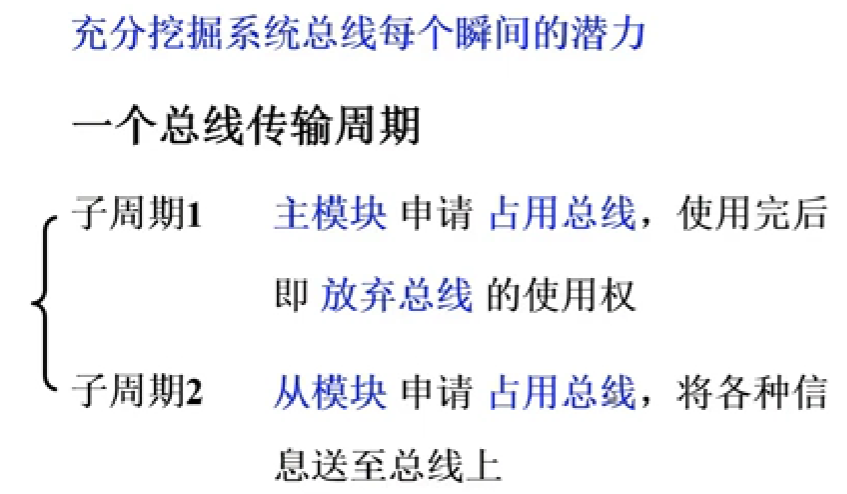 充分挖掘系统总线每个瞬间的潜力
一个总线传输周期
子周期1 主模块 申请 占用总线，使用完后
即 放弃总线 的使用权
子周期2 从模块 申请 占用总线，将各种信
息送至总线上